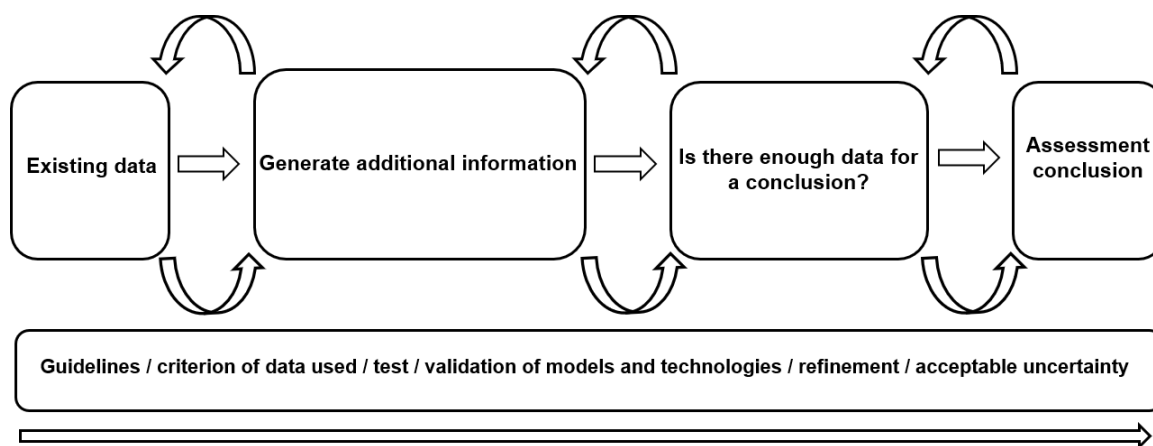 Existing data
Generate additional information
Is there enough data for
a conclusion?
Assessment
conclusion
Guidelines / criterion of data used / test / validation of models and technologies / refinement / acceptable uncertainty